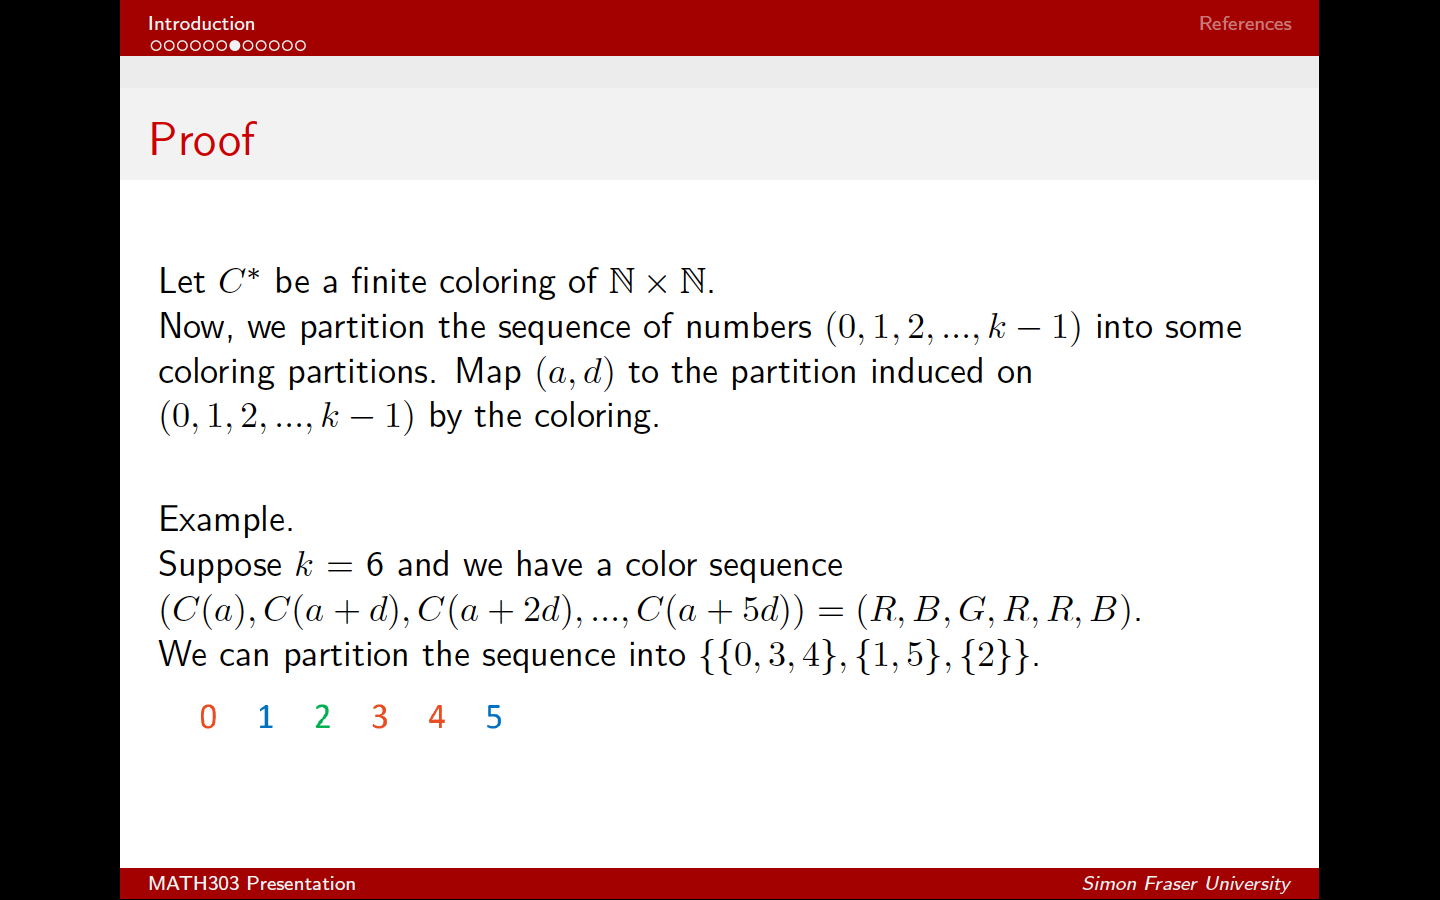 Introduction
References
Proof
Let C* be a finite coloring of ℕ × ℕ.
Now, we partition the sequence of numbers (0, 1, 2, ..., k − 1) into some
coloring partitions. Map (a, d) to the partition induced on
(0, 1, 2, ..., k − 1) by the coloring.
Example.
Suppose k = 6 and we have a color sequence
(C(a), C(a + d), C(a + 2d), ..., C(a + 5d)) = (R, B, G, R, R, B).
We can partition the sequence into {{0, 3, 4}, {1, 5}, {2}}.
0 1 2 3 4 5
MATH303 Presentation
Simon Fraser University